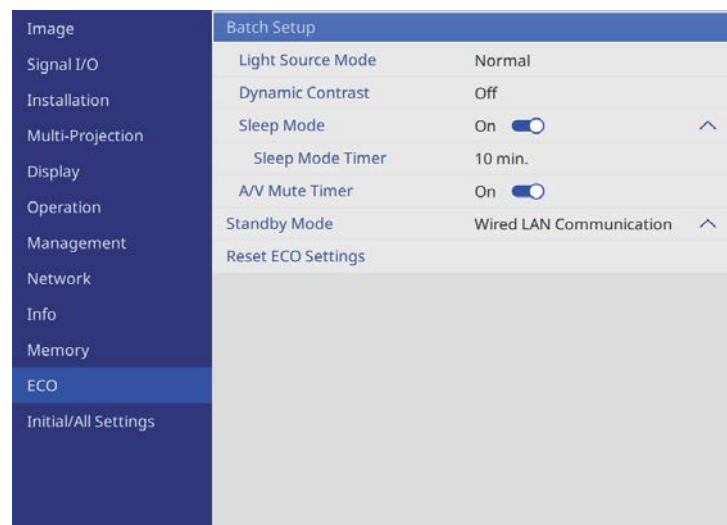 Image
Signal I/O
Installation
Multi-Projection
Display
Operation
Management
Network
Info
Memory
ECO
Initial/All Settings
Batch Setup
Light Source Mode Normal
Dynamic Contrast Off
Sleep Mode On
Sleep Mode Timer 10 min.
A/V Mute Timer On
Standby Mode Wired LAN Communication
Reset ECO Settings